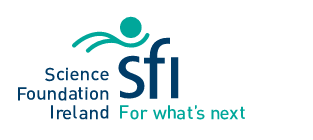 sfi
Science
Foundation
Ireland
For what's next